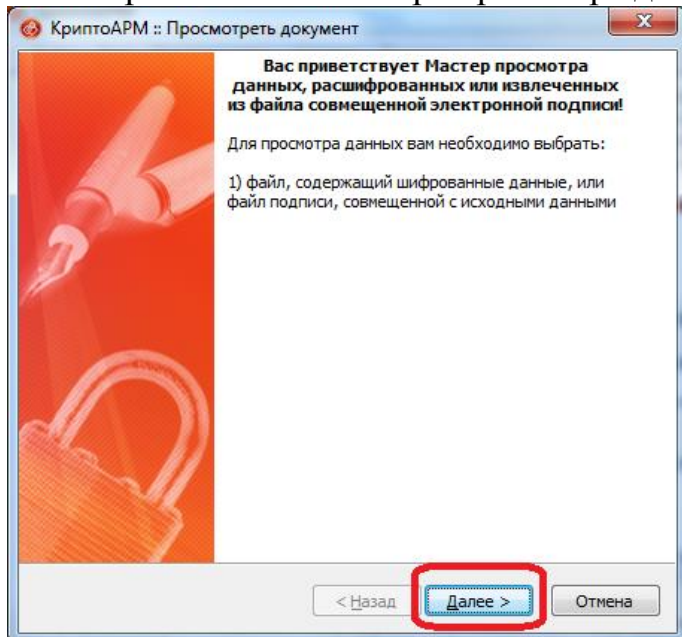 КриптоАРМ :: Просмотреть документ
Вас приветствует Мастер просмотра
данных, расшифрованных или извлеченных
из файла совмещенной электронной подписи!
Для просмотра данных вам необходимо выбрать:
1) файл, содержащий шифрованные данные, или
файл подписи, совмещенной с исходными данными
< Назад Далее > Отмена